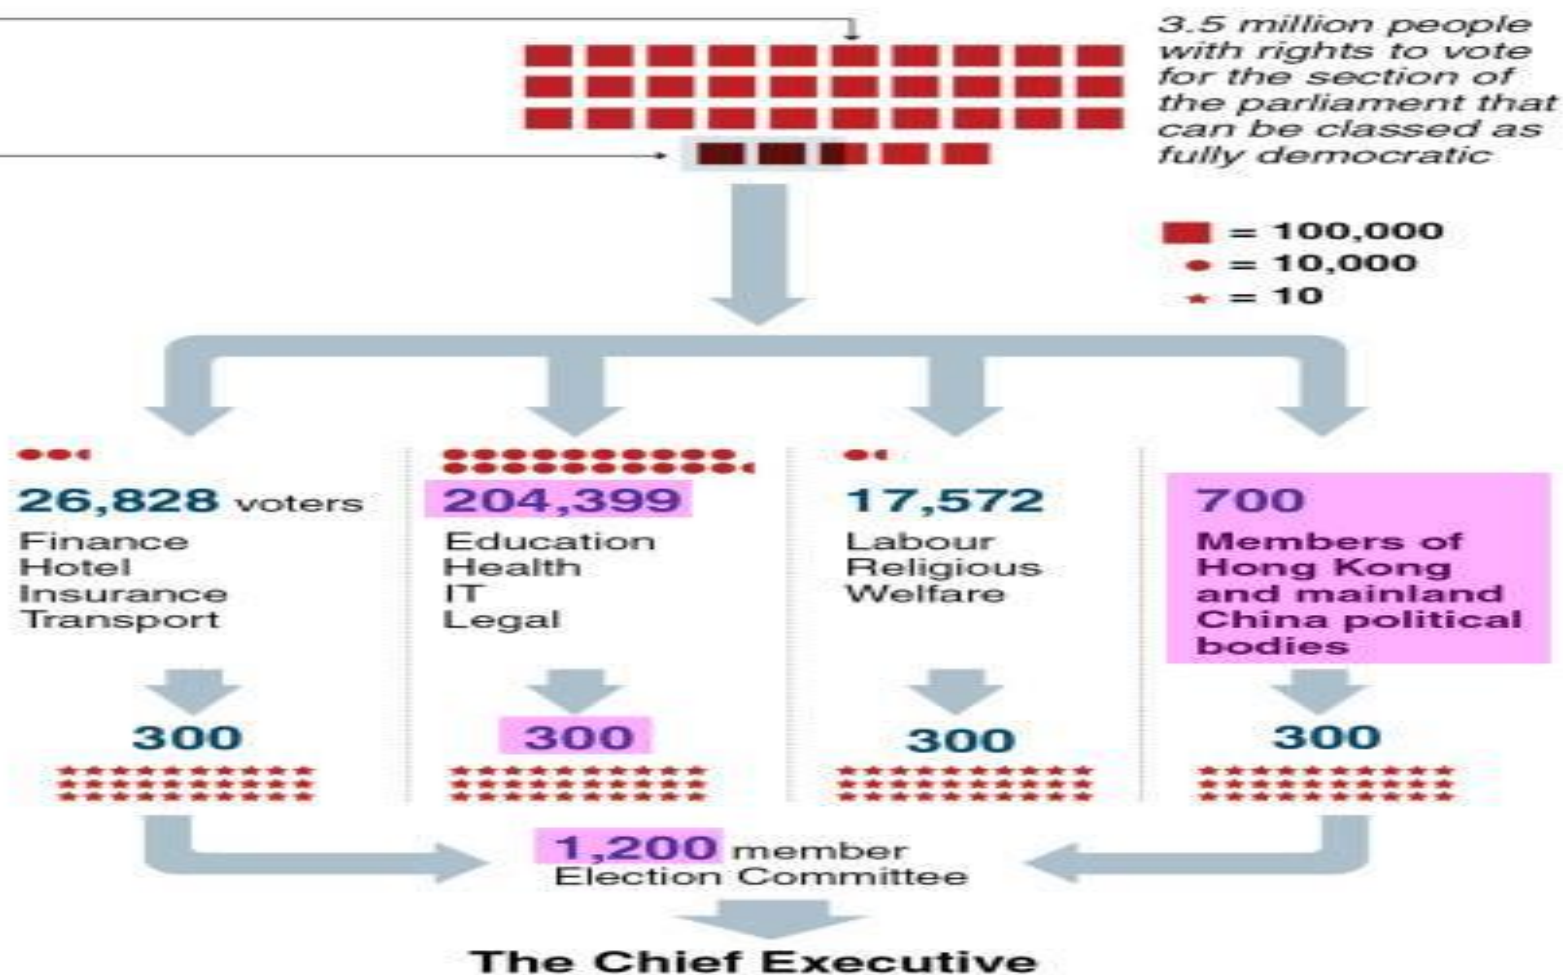 3.5 million people
with rights to vote
for the section of
the parliament that
can be classed as
fully democratic
= 100,000
= 10,000
= 10
26,828 voters
Finance
Hotel
Insurance
Transport
204,399
Education
Health
IT
Legal
17,572
Labour
Religious
Welfare
700
Members of
Hong Kong
and mainland
China political
bodies
300
300
300
300
1,200 member
Election Committee
The Chief Executive